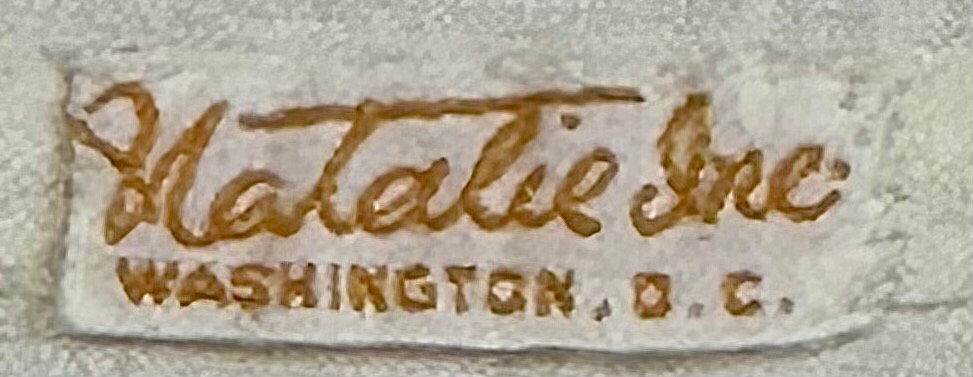 Natalie Inc
WASHINGTON, D. C.